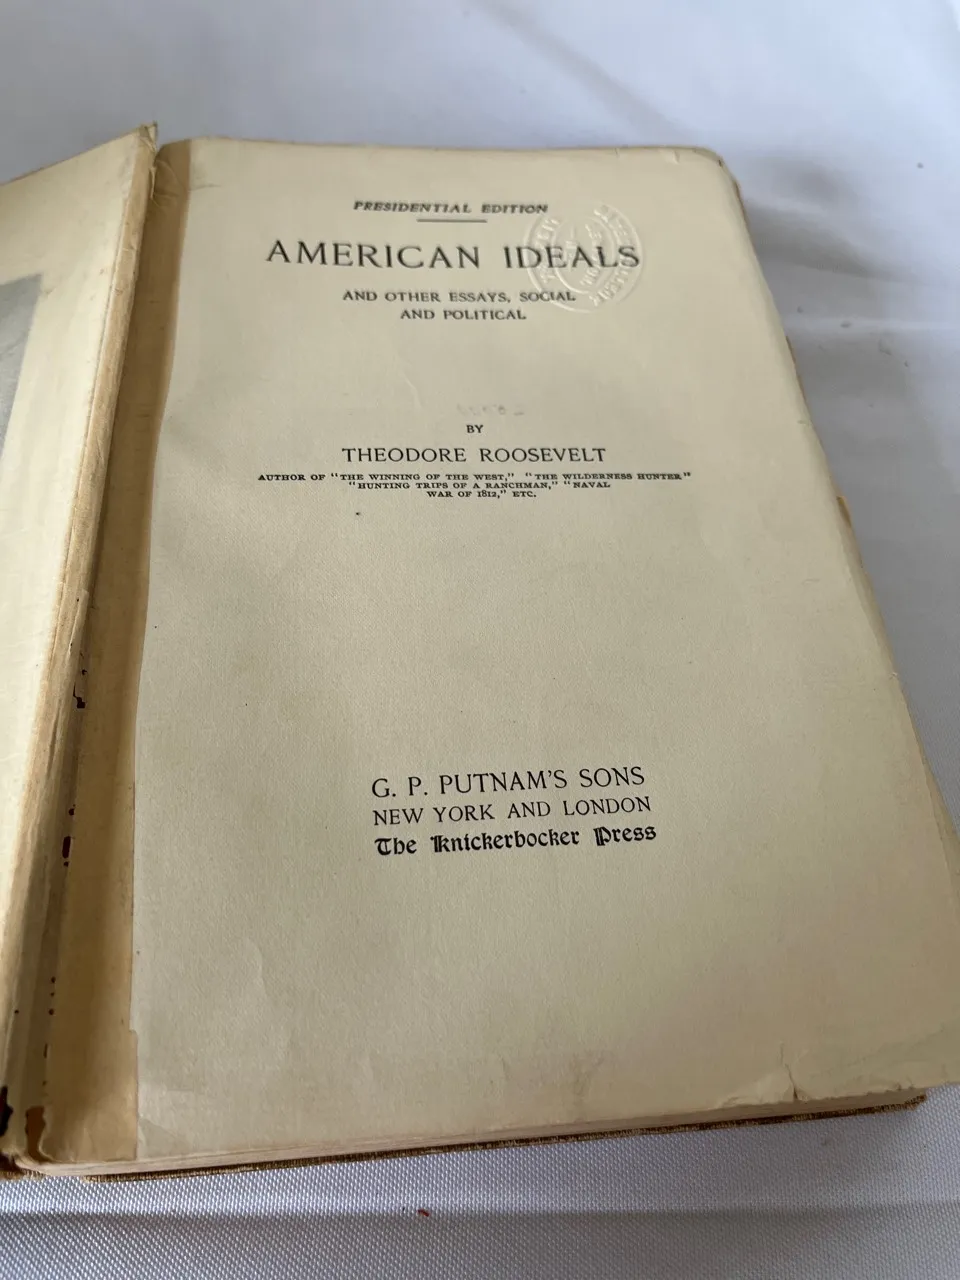 PRESIDENTIAL EDITION
AMERICAN IDEALS
AND OTHER ESSAYS, SOCIAL
AND POLITICAL
BY
THEODORE ROOSEVELT
AUTHOR OF "THE WINNING OF THE WEST," "THE WILDERNESS HUNTER"
"HUNTING TRIPS OF A RANCHMAN," "NAVAL
WAR OF 1812," ETC.
G. P. PUTNAM'S SONS
NEW YORK AND LONDON
The Knickerbocker Press